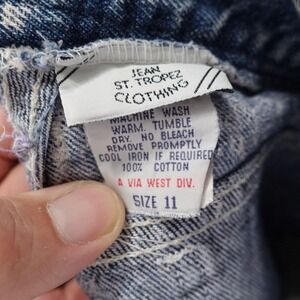 JEAN
ST. TROPEZ
CLOTHING
MACHINE WASH
WARM. TUMBLE
DRY. NO BLEACH
REMOVE PROMPTLY
COOL IRON IF REQUIRED
100% COTTON
A VIA WEST DIV.
SIZE 11